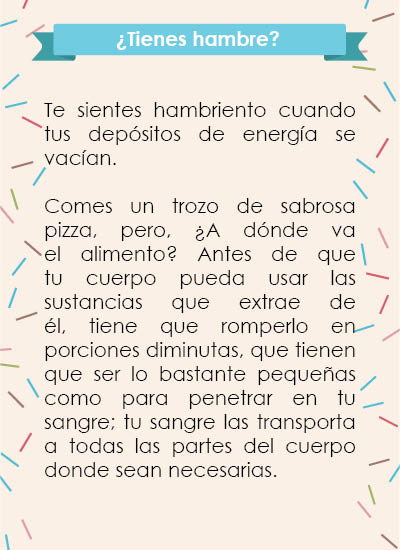 ¿Tienes hambre?
Te sientes hambriento cuando
tus depósitos de energía se
vacían.
Comes un trozo de sabrosa
pizza, pero, ¿A dónde va
el alimento? Antes de que
tu cuerpo pueda usar las
sustancias que extrae de
él, tiene que romperlo en
porciones diminutas, que tienen
que ser lo bastante pequeñas
como para penetrar en tu
sangre; tu sangre las transporta
a todas las partes del cuerpo
donde sean necesarias.